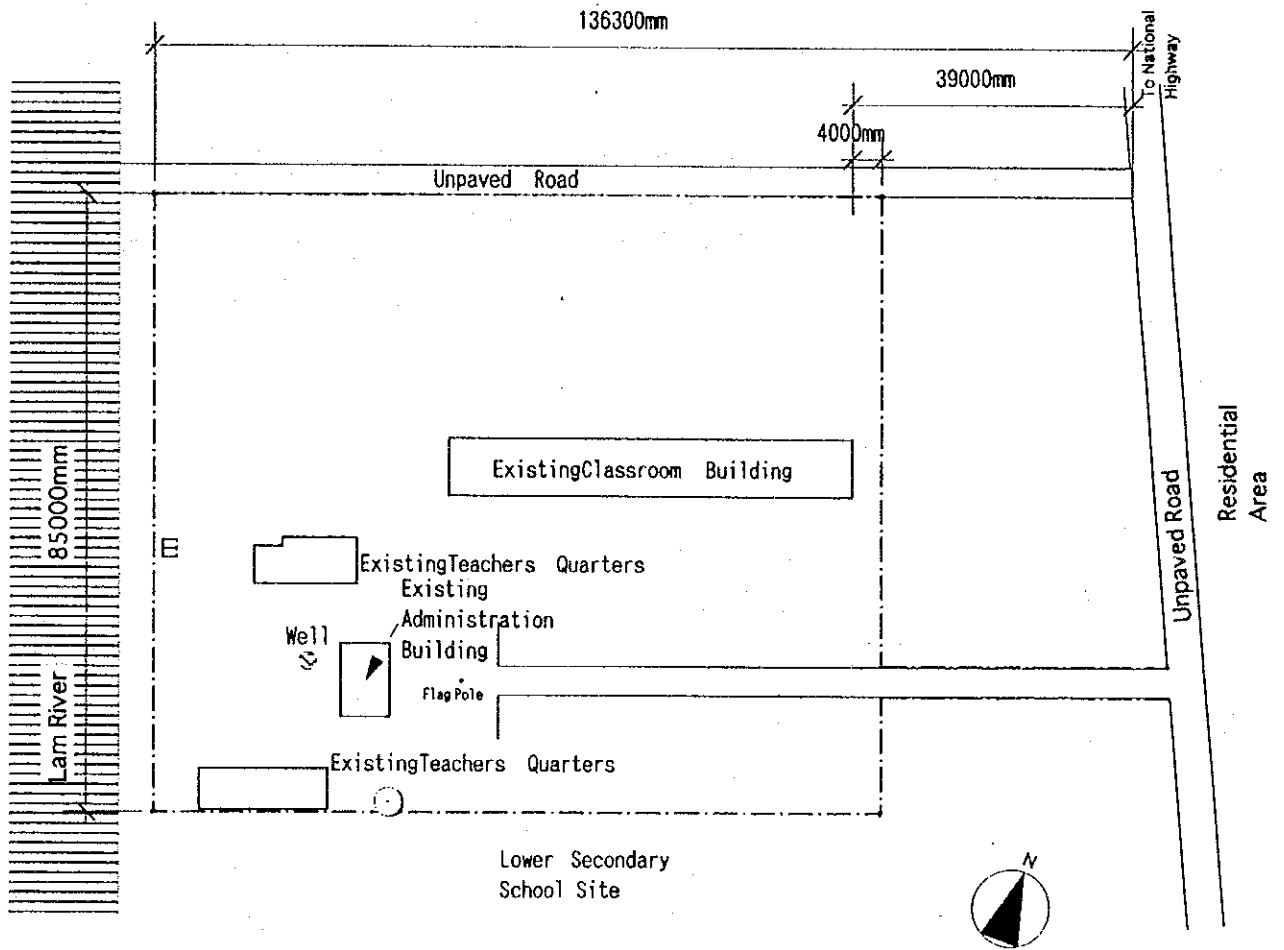 136300mm
To National
Highway
39000mm
4000mm
Unpaved Road
85000mm
Lam River
ExistingClassroom Building
Residential
Area
Unpaved Road
E
ExistingTeachers Quarters
Existing
Administration
Building
Well
Flag Pole
ExistingTeachers Quarters
Lower Secondary
School Site
N